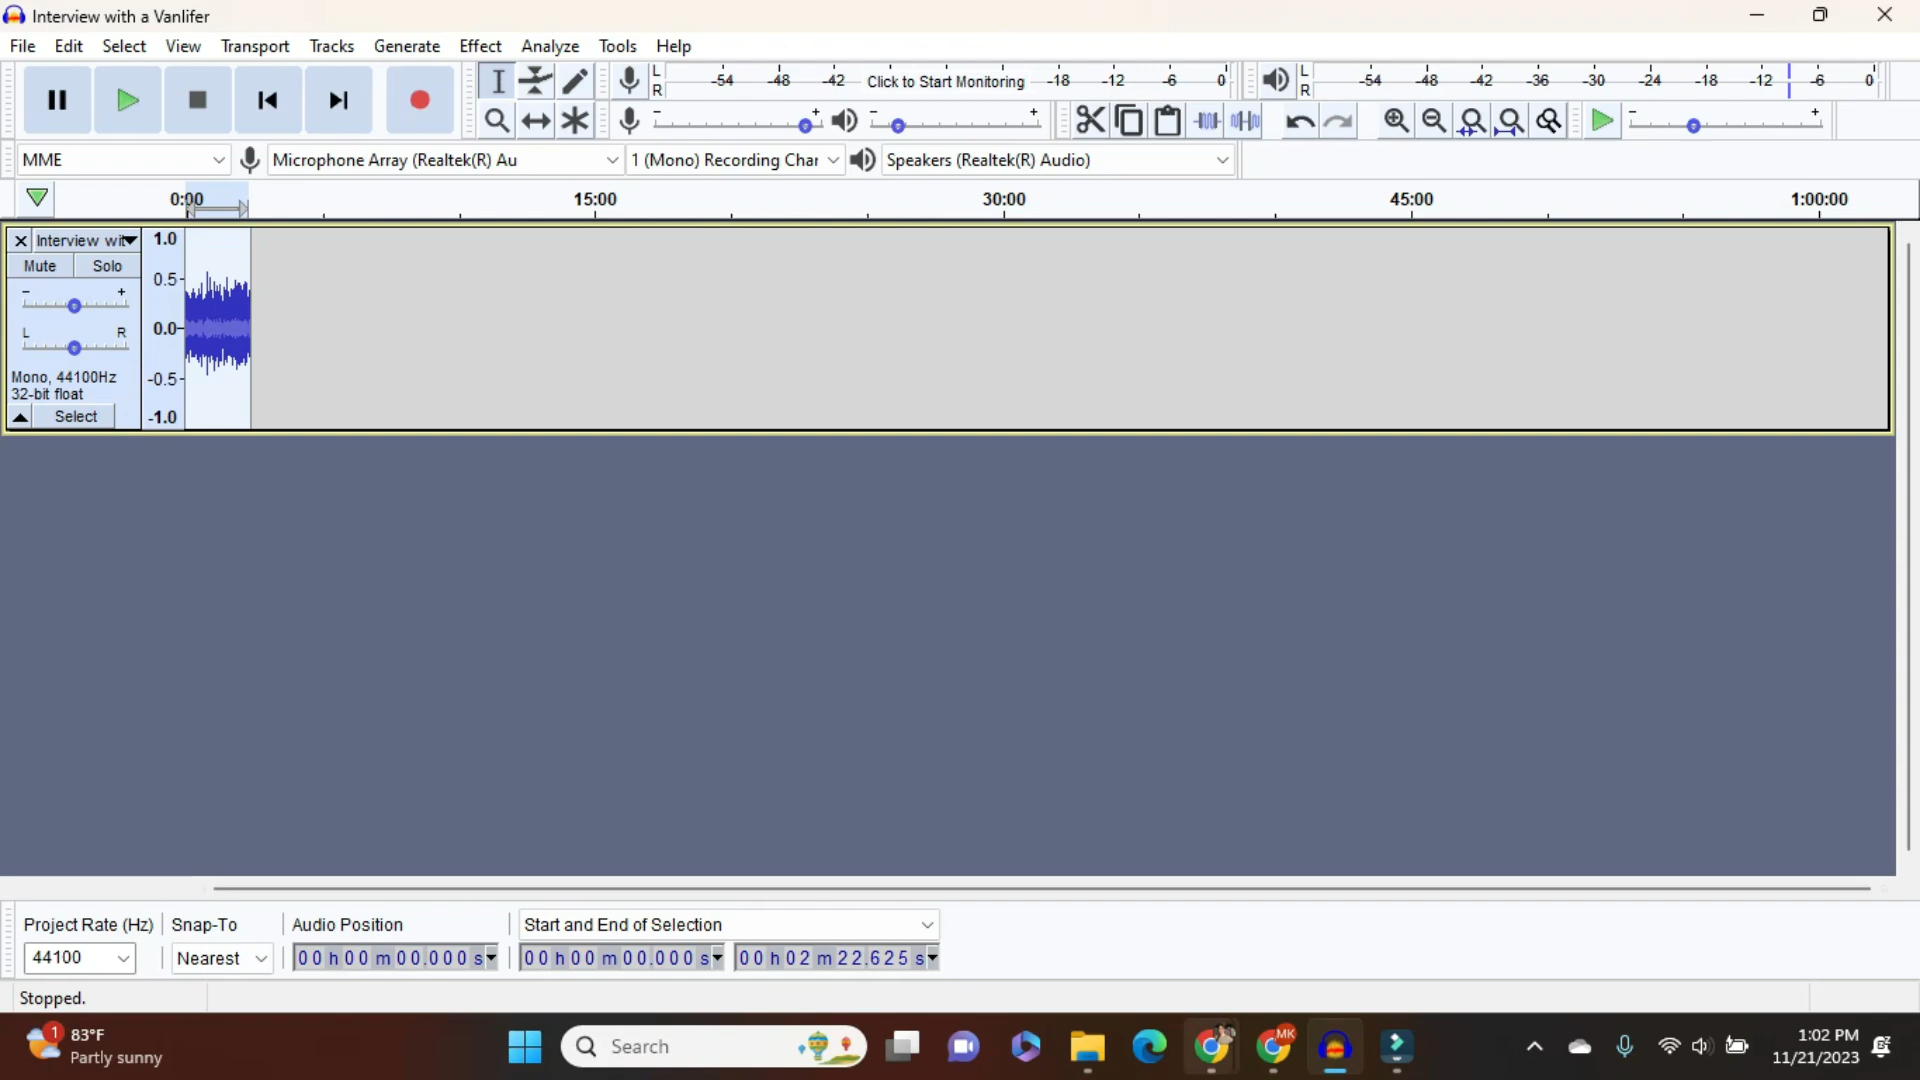 Interview with a Vanlifer
File Edit Select View Transport Tracks Generate Effect Analyze Tools Help
L R -54 -48 -42 Click to Start Monitoring -18 -12 -6 0
L R -54 -48 -42 -36 -30 -24 -18 -12 -6 0
- + - + - +
MME Microphone Array (Realtek(R) Au 1 (Mono) Recording Char Speakers (Realtek(R) Audio)
0:00 15:00 30:00 45:00 1:00:00
Interview wit 1.0
Mute Solo
0.5
- +
0.0
L R
Mono, 44100Hz -0.5
32-bit float
Select -1.0
Project Rate (Hz) Snap-To Audio Position Start and End of Selection
44100 Nearest 00 h 00 m 00.000 s 00 h 00 m 00.000 s 00 h 02 m 22.625 s
Stopped.
1 83°F
Partly sunny
Search
MK
1:02 PM
11/21/2023